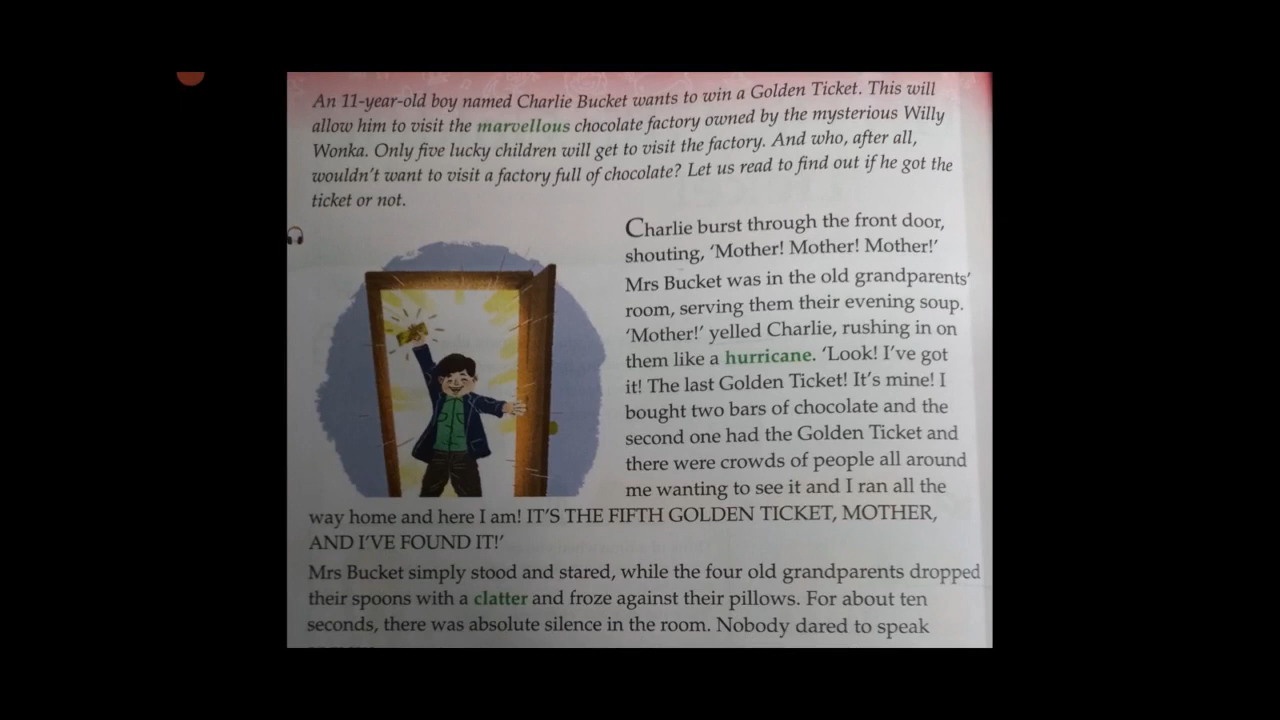 An 11-year-old boy named Charlie Bucket wants to win a Golden Ticket. This will
allow him to visit the marvellous chocolate factory owned by the mysterious Willy
Wonka. Only five lucky children will get to visit the factory. And who, after all,
wouldn't want to visit a factory full of chocolate? Let us read to find out if he got the
ticket or not.
Charlie burst through the front door,
shouting, 'Mother! Mother! Mother!'
Mrs Bucket was in the old grandparents'
room, serving them their evening soup.
'Mother!' yelled Charlie, rushing in on
them like a hurricane. 'Look! I've got
it! The last Golden Ticket! It's mine! I
bought two bars of chocolate and the
second one had the Golden Ticket and
there were crowds of people all around
me wanting to see it and I ran all the
way home and here I am! IT'S THE FIFTH GOLDEN TICKET, MOTHER,
AND I'VE FOUND IT!'
Mrs Bucket simply stood and stared, while the four old grandparents dropped
their spoons with a clatter and froze against their pillows. For about ten
seconds, there was absolute silence in the room. Nobody dared to speak